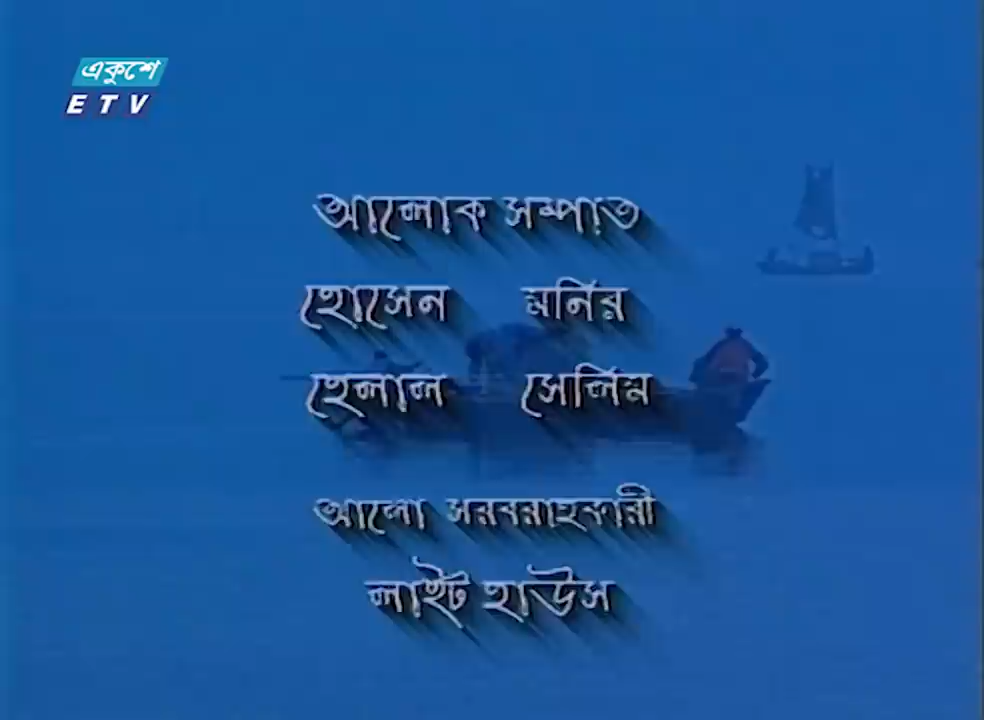 একুশে
ETV
আলোক সম্পাত
হোসেন মনির
হেলাল সেলিম
আলো সরবরাহকারী
লাইট হাউস